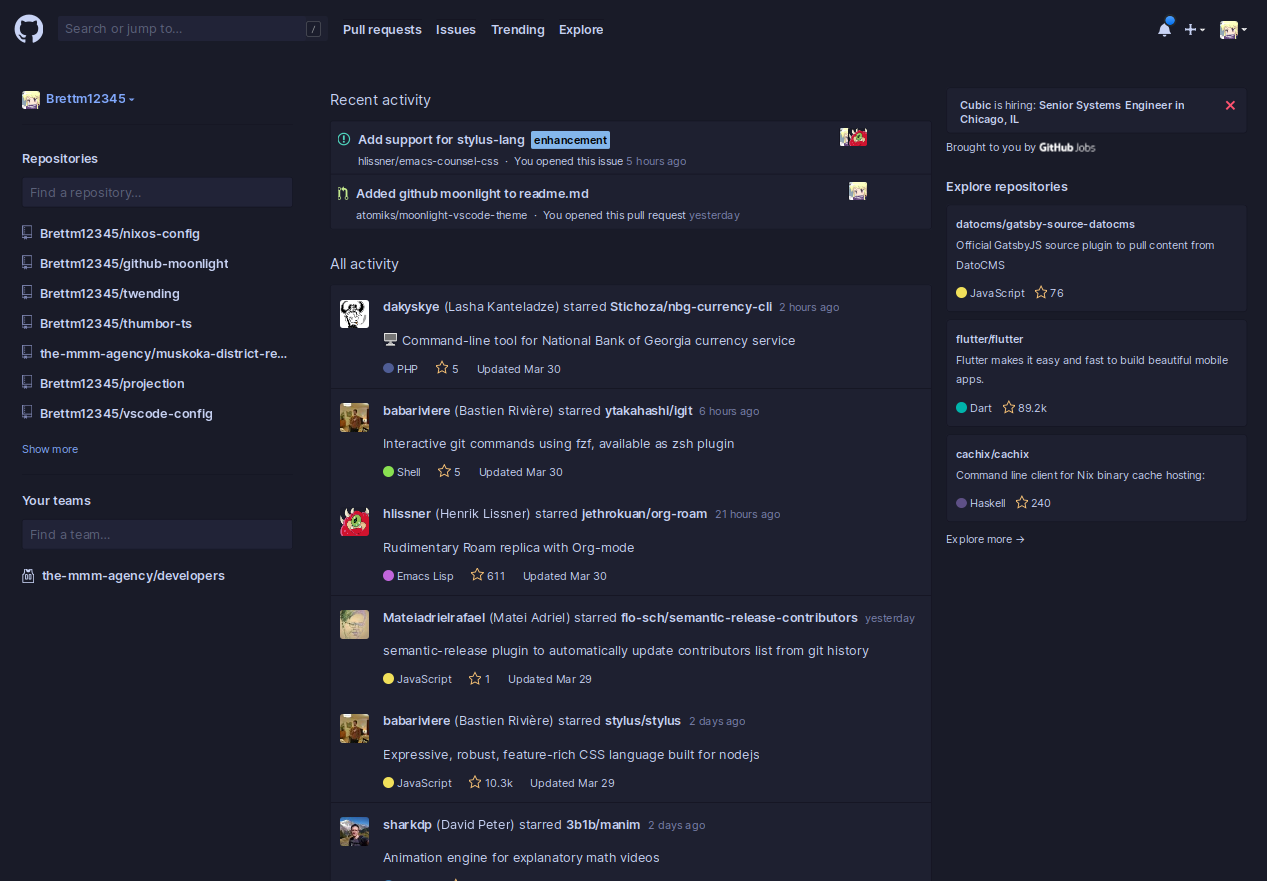 Search or jump to... /
Pull requests Issues Trending Explore
Brettm12345
Repositories
Find a repository...
Brettm12345/nixos-config
Brettm12345/github-moonlight
Brettm12345/twending
Brettm12345/thumbor-ts
the-mmm-agency/muskoka-district-re...
Brettm12345/projection
Brettm12345/vscode-config
Show more
Your teams
Find a team...
the-mmm-agency/developers
Recent activity
Add support for stylus-lang enhancement
hlissner/emacs-counsel-css · You opened this issue 5 hours ago
Added github moonlight to readme.md
atomiks/moonlight-vscode-theme · You opened this pull request yesterday
All activity
dakyskye (Lasha Kanteladze) starred Stichoza/nbg-currency-cli 2 hours ago
Command-line tool for National Bank of Georgia currency service
PHP 5 Updated Mar 30
babariviere (Bastien Rivière) starred ytakahashi/igit 6 hours ago
Interactive git commands using fzf, available as zsh plugin
Shell 5 Updated Mar 30
hlissner (Henrik Lissner) starred jethrokuan/org-roam 21 hours ago
Rudimentary Roam replica with Org-mode
Emacs Lisp 611 Updated Mar 30
Mateiadrielrafael (Matei Adriel) starred flo-sch/semantic-release-contributors yesterday
semantic-release plugin to automatically update contributors list from git history
JavaScript 1 Updated Mar 29
babariviere (Bastien Rivière) starred stylus/stylus 2 days ago
Expressive, robust, feature-rich CSS language built for nodejs
JavaScript 10.3k Updated Mar 29
sharkdp (David Peter) starred 3b1b/manim 2 days ago
Animation engine for explanatory math videos
Cubic is hiring: Senior Systems Engineer in
Chicago, IL
Brought to you by GitHub Jobs
Explore repositories
datocms/gatsby-source-datocms
Official GatsbyJS source plugin to pull content from
DatoCMS
JavaScript 76
flutter/flutter
Flutter makes it easy and fast to build beautiful mobile
apps.
Dart 89.2k
cachix/cachix
Command line client for Nix binary cache hosting:
Haskell 240
Explore more →